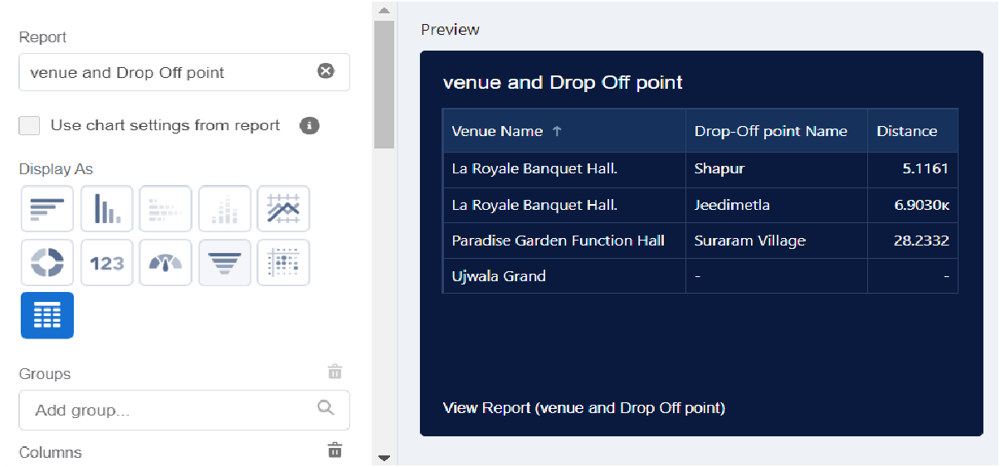 Report
venue and Drop Off point
Use chart settings from report
Display As
123
Groups
Add group...
Columns
Preview
venue and Drop Off point
Venue Name ↑ Drop-Off point Name Distance
La Royale Banquet Hall. Shapur 5.1161
La Royale Banquet Hall. Jeedimetla 6.9030ĸ
Paradise Garden Function Hall Suraram Village 28.2332
Ujwala Grand - -
View Report (venue and Drop Off point)